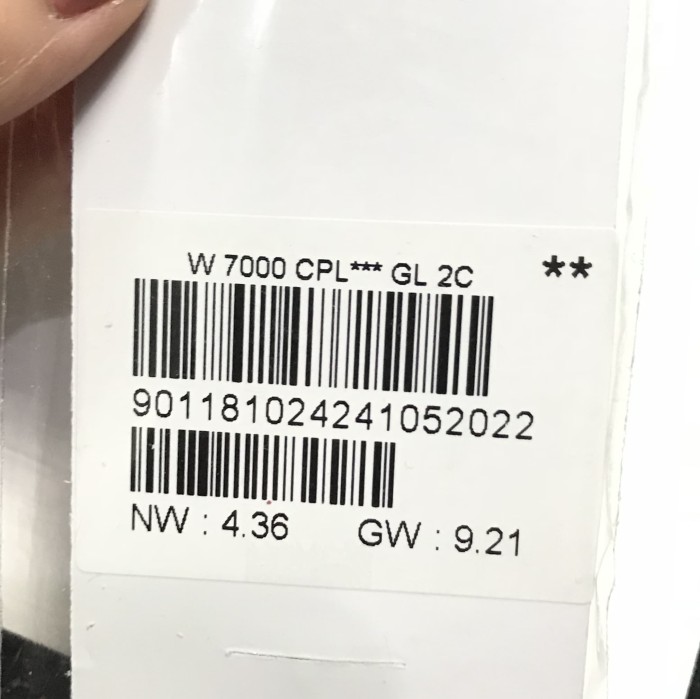 W 7000 CPL*** GL 2C **
901181024241052022
NW : 4.36 GW : 9.21